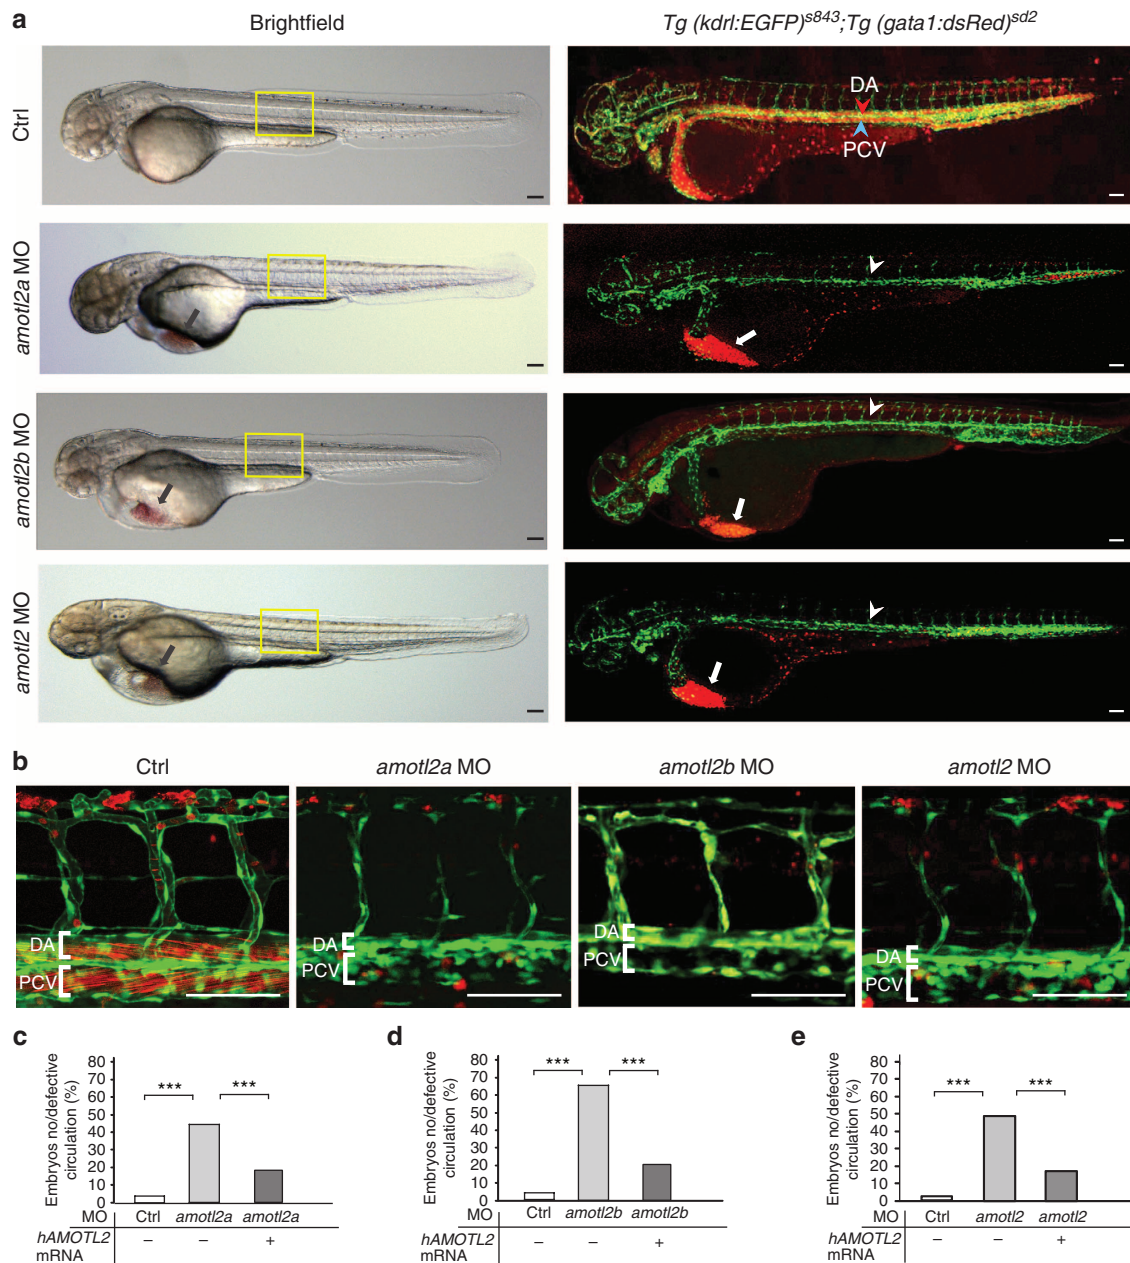 a
Brightfield
Tg (kdrl:EGFP)s843;Tg (gata1:dsRed)sd2
Ctrl
DA
PCV
amotl2a MO
amotl2b MO
amotl2 MO
b
Ctrl
amotl2a MO
amotl2b MO
amotl2 MO
DA
PCV
DA
PCV
DA
PCV
DA
PCV
c
Embryos no/defective
circulation (%)
80
70
60
50
40
30
20
10
0
***
***
MO Ctrl amotl2a amotl2a
hAMOTL2
mRNA
– – +
d
Embryos no/defective
circulation (%)
80
70
60
50
40
30
20
10
0
***
***
MO Ctrl amotl2b amotl2b
hAMOTL2
mRNA
– – +
e
Embryos no/defective
circulation (%)
80
70
60
50
40
30
20
10
0
***
***
MO Ctrl amotl2 amotl2
hAMOTL2
mRNA
– – +